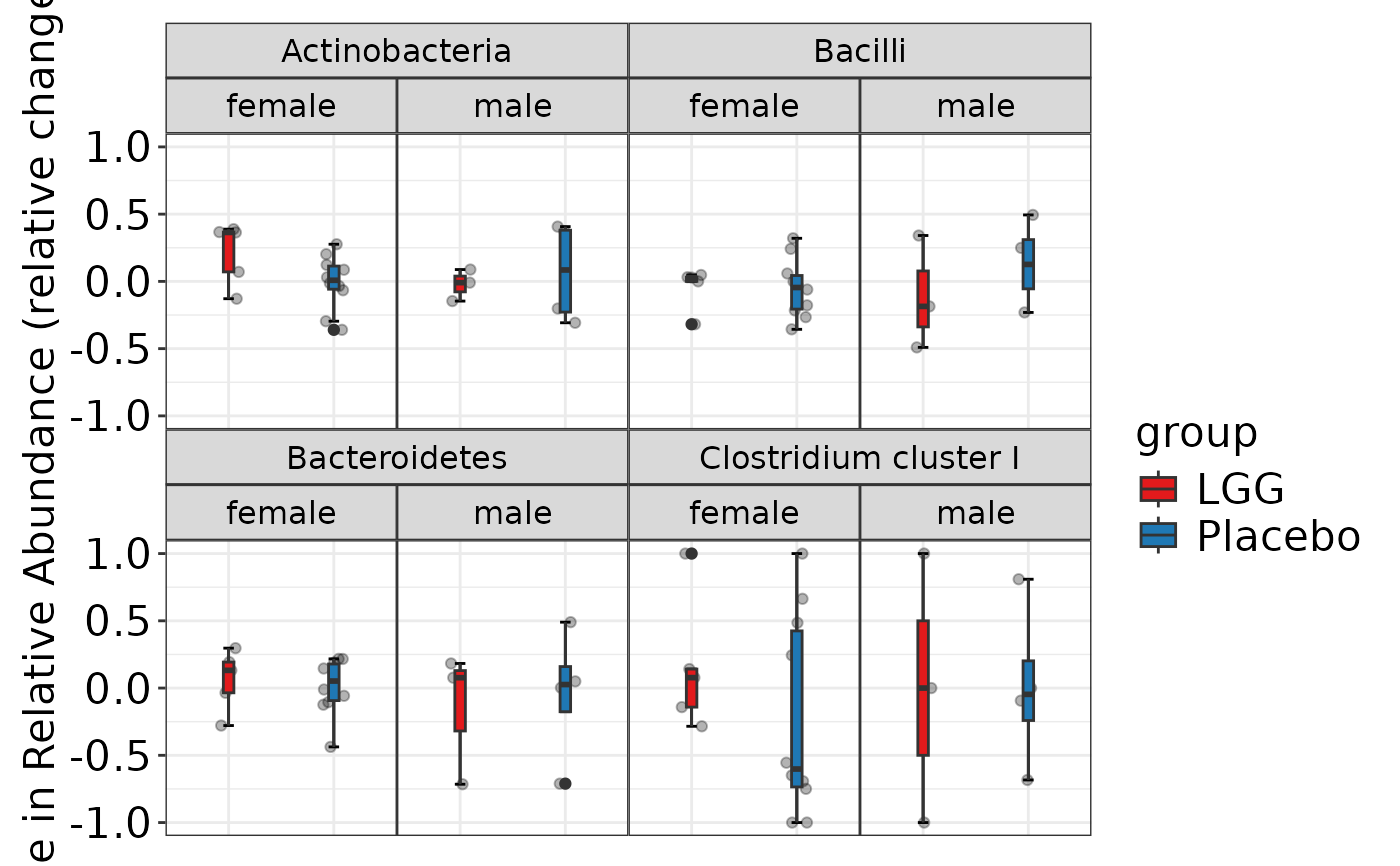 e in Relative Abundance (relative change
Actinobacteria
Bacilli
female
male
female
male
1.0
0.5
0.0
-0.5
-1.0
Bacteroidetes
Clostridium cluster I
female
male
female
male
1.0
0.5
0.0
-0.5
-1.0
group
LGG
Placebo